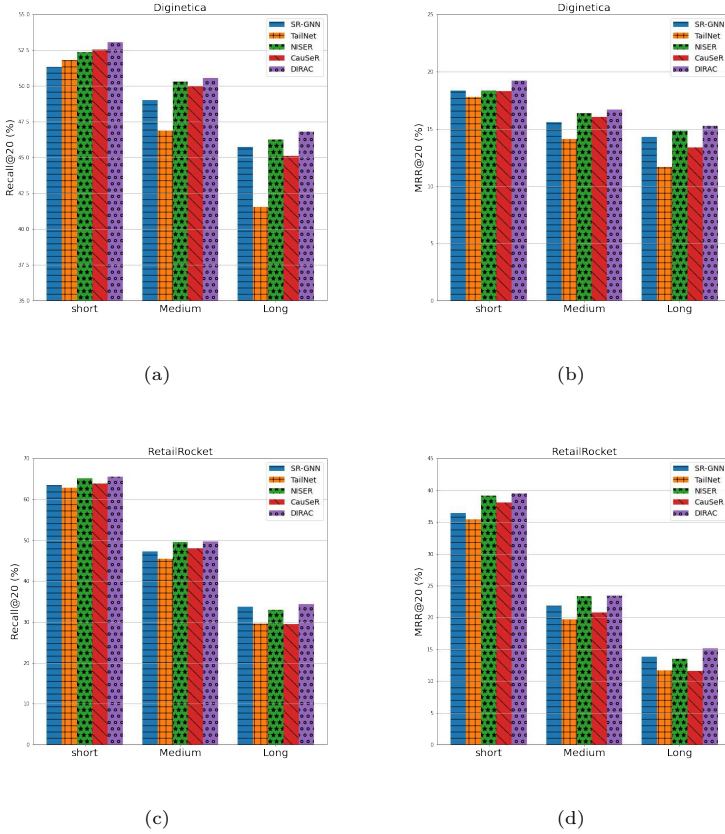 Diginetica
Recall@20 (%)
55.0
52.5
50.0
47.5
45.0
42.5
40.0
37.5
35.0
SR-GNN
TailNet
NISER
CauSeR
DIRAC
short Medium Long
(a)
Diginetica
MRR@20 (%)
25
20
15
10
5
0
SR-GNN
TailNet
NISER
CauSeR
DIRAC
short Medium Long
(b)
RetailRocket
Recall@20 (%)
70
60
50
40
30
20
10
0
SR-GNN
TailNet
NISER
CauSeR
DIRAC
short Medium Long
(c)
RetailRocket
MRR@20 (%)
45
40
35
30
25
20
15
10
5
0
SR-GNN
TailNet
NISER
CauSeR
DIRAC
short Medium Long
(d)